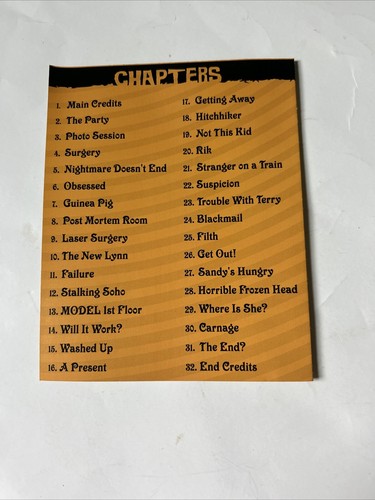 CHAPTERS
1. Main Credits
2. The Party
3. Photo Session
4. Surgery
5. Nightmare Doesn't End
6. Obsessed
7. Guinea Pig
8. Post Mortem Room
9. Laser Surgery
10. The New Lynn
11. Failure
12. Stalking Soho
13. MODEL 1st Floor
14. Will It Work?
15. Washed Up
16. A Present
17. Getting Away
18. Hitchhiker
19. Not This Kid
20. Rik
21. Stranger on a Train
22. Suspicion
23. Trouble With Terry
24. Blackmail
25. Filth
26. Get Out!
27. Sandy's Hungry
28. Horrible Frozen Head
29. Where Is She?
30. Carnage
31. The End?
32. End Credits